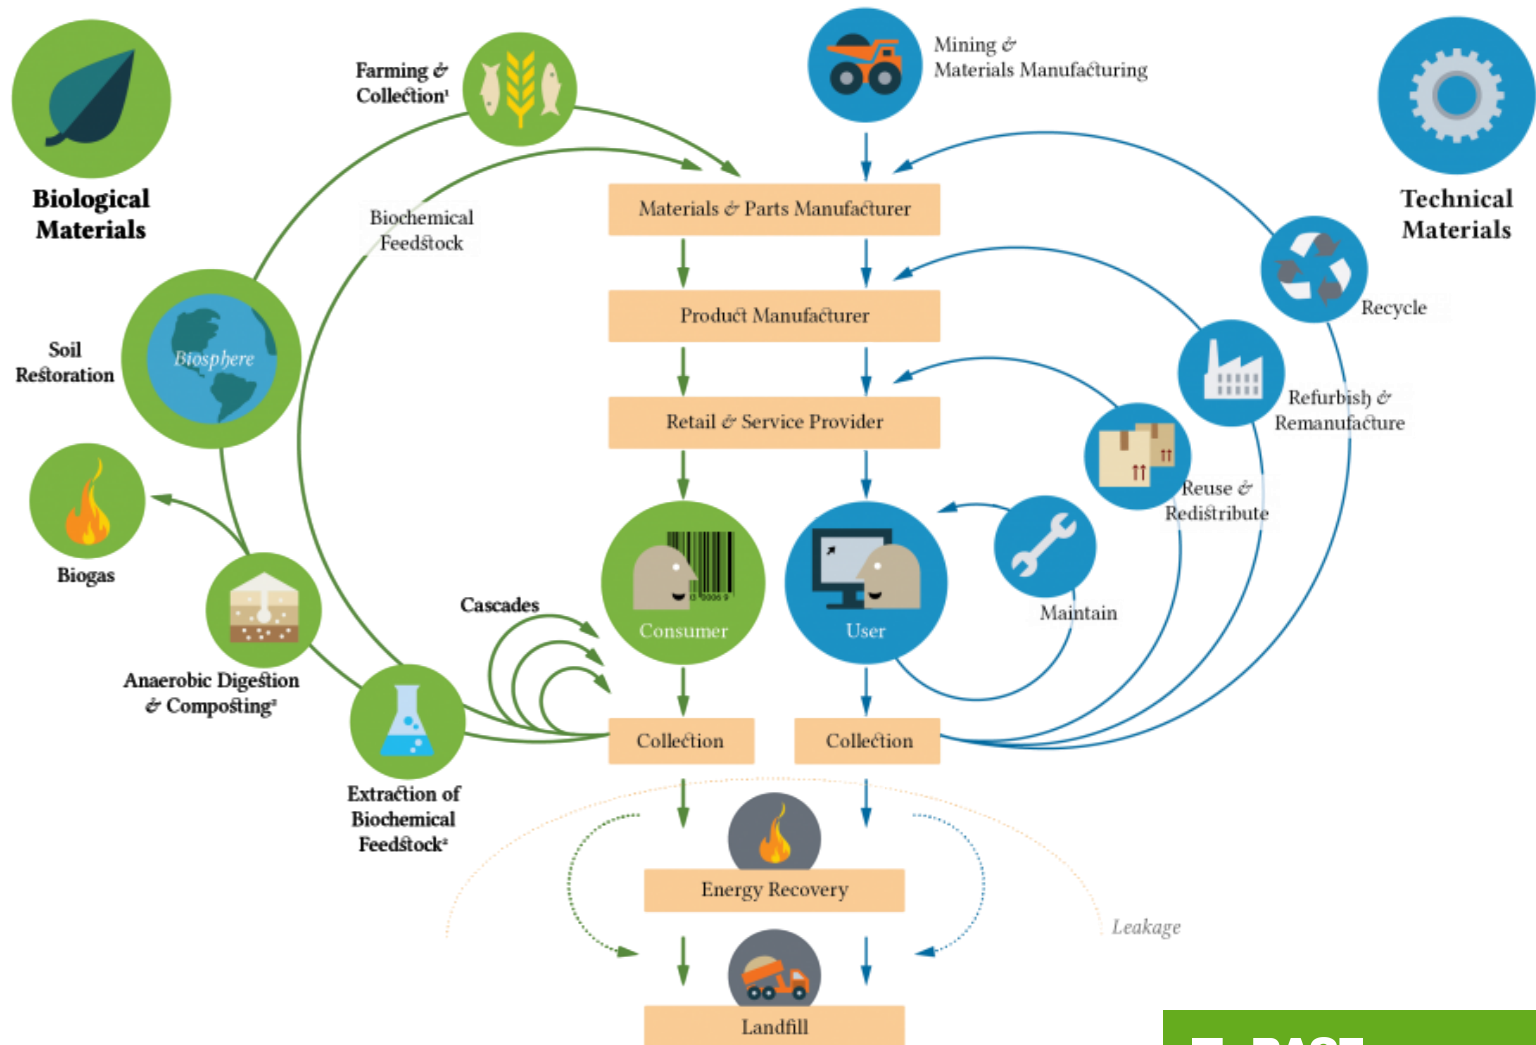 Biological
Materials
Farming &
Collection¹
Mining &
Materials Manufacturing
Technical
Materials
Biochemical
Feedstock
Materials & Parts Manufacturer
Recycle
Product Manufacturer
Soil
Restoration
Biosphere
Refurbish &
Remanufacture
Retail & Service Provider
Reuse &
Redistribute
Biogas
Cascades
Consumer
User
Maintain
Anaerobic Digestion
& Composting²
Collection
Collection
Extraction of
Biochemical
Feedstock²
Energy Recovery
Leakage
Landfill